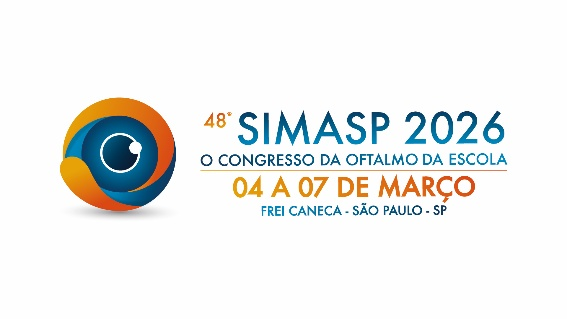 48° SIMASP 2026
O CONGRESSO DA OFTALMO DA ESCOLA
04 A 07 DE MARÇO
FREI CANECA - SÃO PAULO - SP